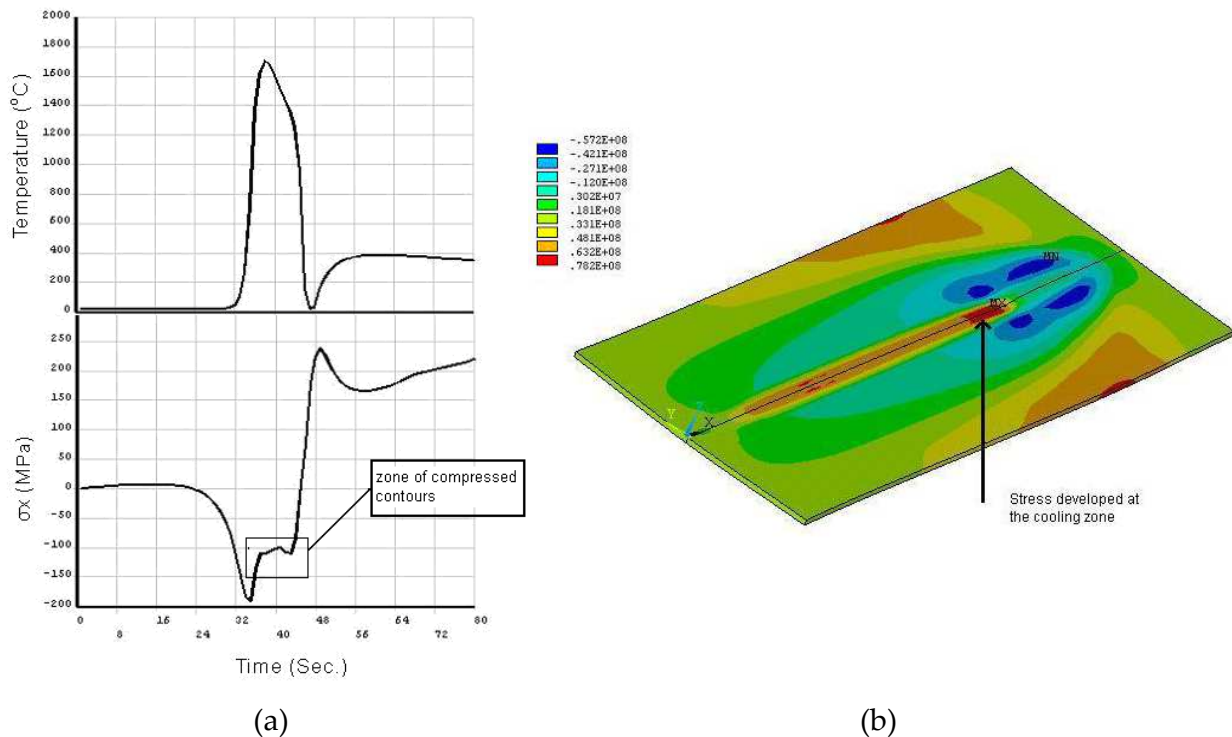 2000
1800
1600
1400
1200
1000
800
600
400
200
0
Temperature (°C)
250
200
150
100
50
0
-50
-100
-150
-200
σx (MPa)
zone of compressed
contours
0 16 32 48 64 80
8 24 40 56 72
Time (Sec.)
(a)
-.572E+08
-.421E+08
-.271E+08
-.120E+08
.302E+07
.181E+08
.331E+08
.481E+08
.632E+08
.782E+08
MN
MX
Z
Y
X
Stress developed at
the cooling zone
(b)